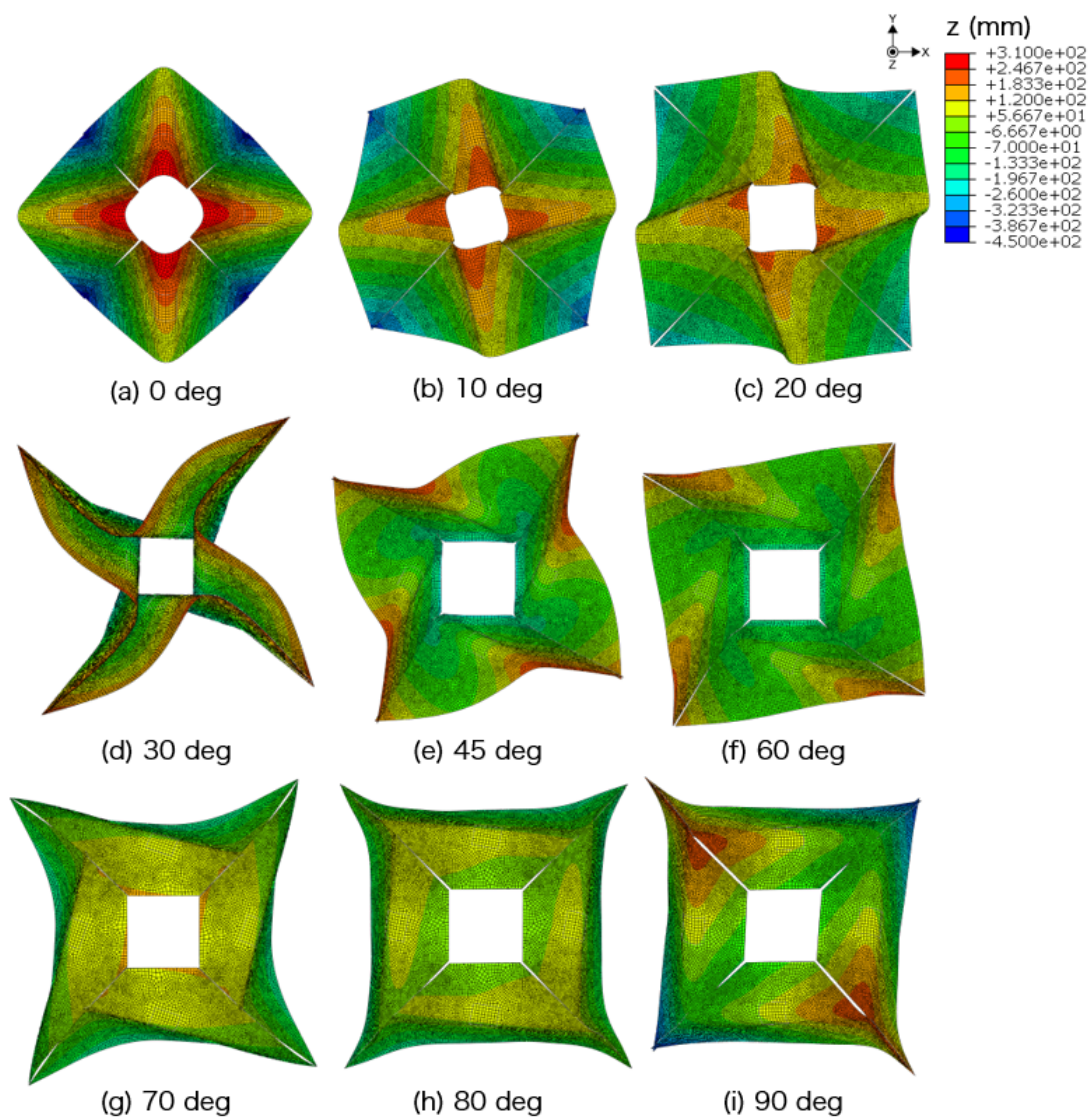 Y
X
Z
z (mm)
+3.100e+02
+2.467e+02
+1.833e+02
+1.200e+02
+5.667e+01
-6.667e+00
-7.000e+01
-1.333e+02
-1.967e+02
-2.600e+02
-3.233e+02
-3.867e+02
-4.500e+02
(a) 0 deg
(b) 10 deg
(c) 20 deg
(d) 30 deg
(e) 45 deg
(f) 60 deg
(g) 70 deg
(h) 80 deg
(i) 90 deg